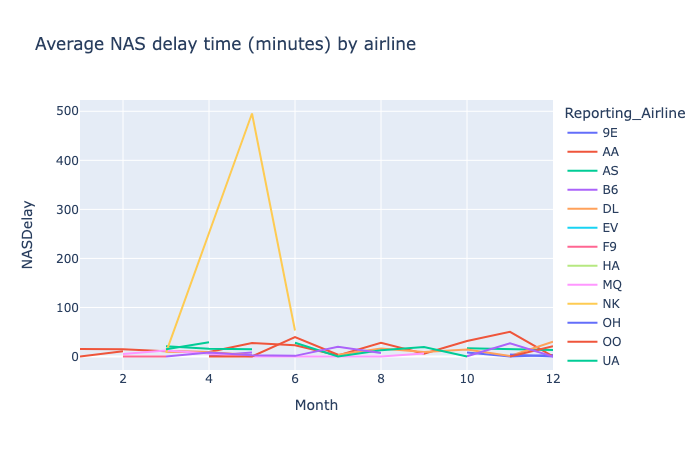 Average NAS delay time (minutes) by airline
NASDelay
500
400
300
200
100
0
2
4
6
8
10
12
Month
Reporting_Airline
9E
AA
AS
B6
DL
EV
F9
HA
MQ
NK
OH
OO
UA